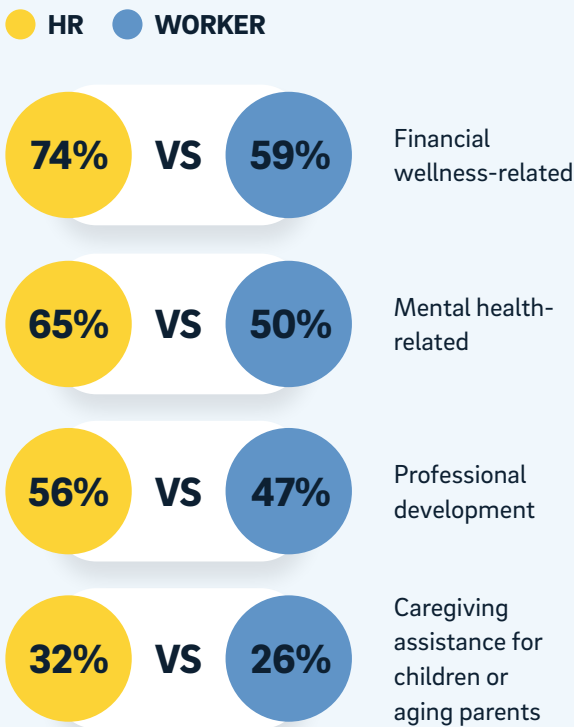 HR WORKER
74% VS 59%
Financial
wellness-related
65% VS 50%
Mental health-
related
56% VS 47%
Professional
development
32% VS 26%
Caregiving
assistance for
children or
aging parents